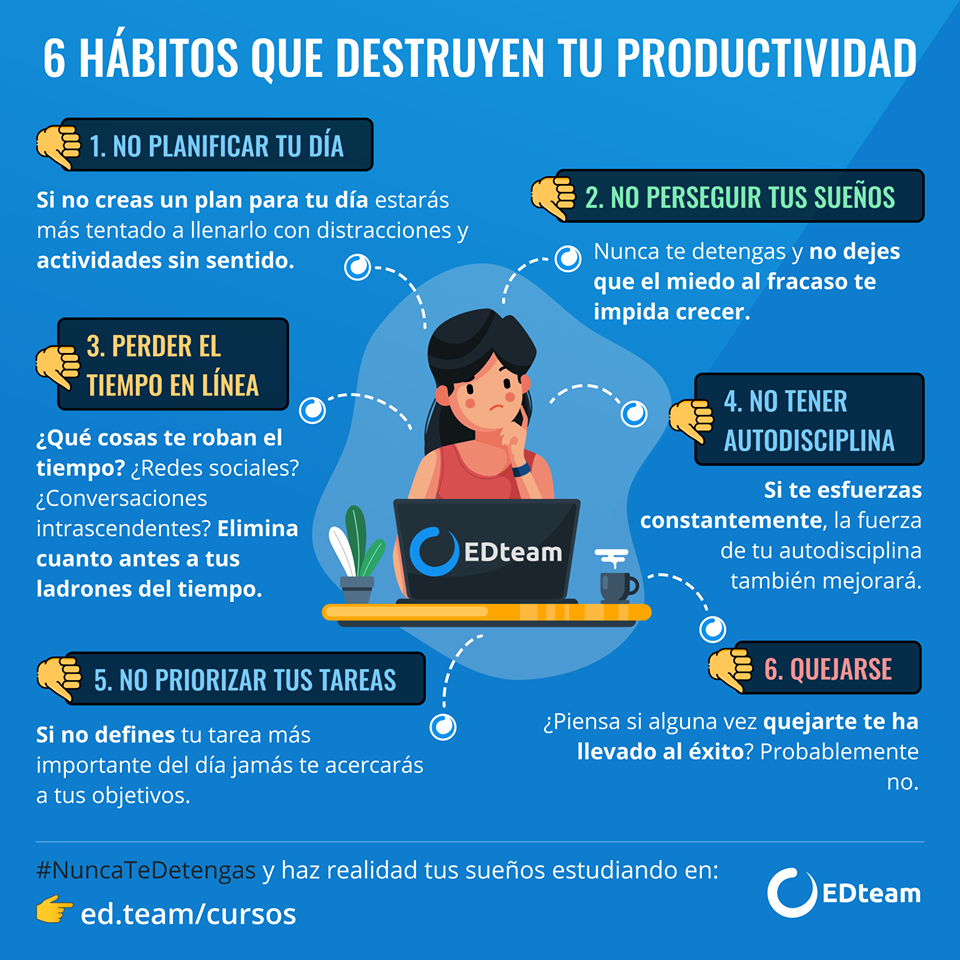 6 HÁBITOS QUE DESTRUYEN TU PRODUCTIVIDAD
1. NO PLANIFICAR TU DÍA
Si no creas un plan para tu día estarás
más tentado a llenarlo con distracciones y
actividades sin sentido.
2. NO PERSEGUIR TUS SUEÑOS
Nunca te detengas y no dejes
que el miedo al fracaso te
impida crecer.
3. PERDER EL
TIEMPO EN LÍNEA
¿Qué cosas te roban el
tiempo? ¿Redes sociales?
¿Conversaciones
intrascendentes? Elimina
cuanto antes a tus
ladrones del tiempo.
4. NO TENER
AUTODISCIPLINA
Si te esfuerzas
constantemente, la fuerza
de tu autodisciplina
también mejorará.
EDteam
5. NO PRIORIZAR TUS TAREAS
Si no defines tu tarea más
importante del día jamás te acercarás
a tus objetivos.
6. QUEJARSE
¿Piensa si alguna vez quejarte te ha
llevado al éxito? Probablemente
no.
#NuncaTeDetengas y haz realidad tus sueños estudiando en:
ed.team/cursos
EDteam